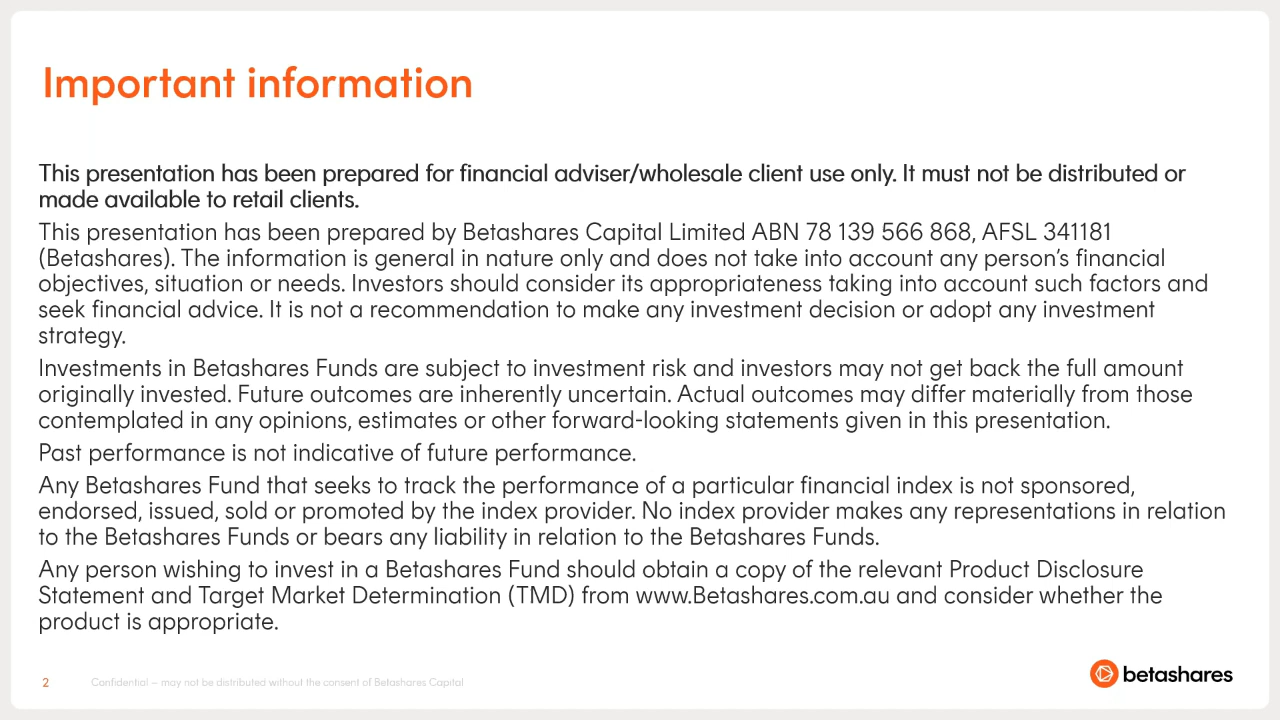 Important information
This presentation has been prepared for financial adviser/wholesale client use only. It must not be distributed or
made available to retail clients.
This presentation has been prepared by Betashares Capital Limited ABN 78 139 566 868, AFSL 341181
(Betashares). The information is general in nature only and does not take into account any person's financial
objectives, situation or needs. Investors should consider its appropriateness taking into account such factors and
seek financial advice. It is not a recommendation to make any investment decision or adopt any investment
strategy.
Investments in Betashares Funds are subject to investment risk and investors may not get back the full amount
originally invested. Future outcomes are inherently uncertain. Actual outcomes may differ materially from those
contemplated in any opinions, estimates or other forward-looking statements given in this presentation.
Past performance is not indicative of future performance.
Any Betashares Fund that seeks to track the performance of a particular financial index is not sponsored,
endorsed, issued, sold or promoted by the index provider. No index provider makes any representations in relation
to the Betashares Funds or bears any liability in relation to the Betashares Funds.
Any person wishing to invest in a Betashares Fund should obtain a copy of the relevant Product Disclosure
Statement and Target Market Determination (TMD) from www.Betashares.com.au and consider whether the
product is appropriate.
2 Confidential – may not be distributed without the consent of Betashares Capital
betashares